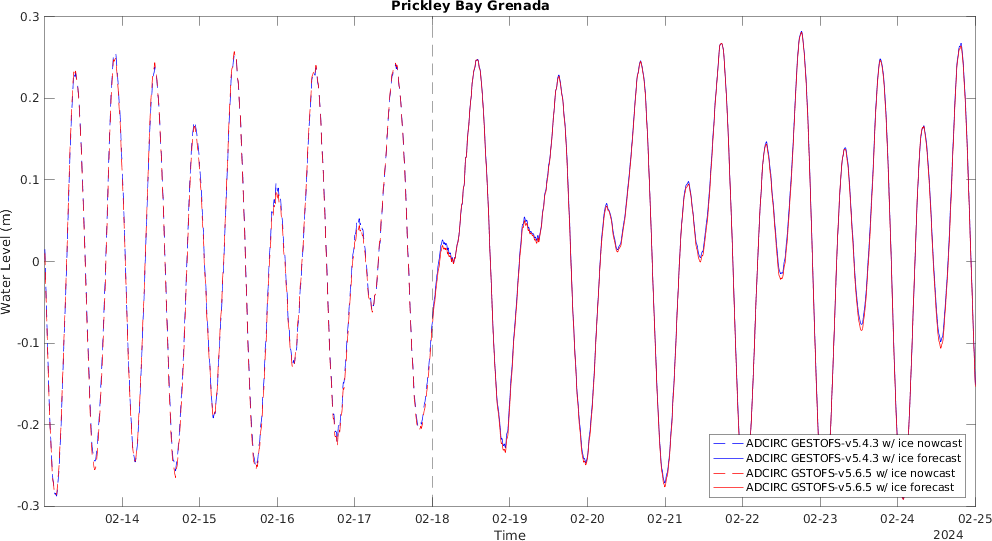 Prickley Bay Grenada
0.3
0.2
0.1
0
-0.1
-0.2
-0.3
Water Level (m)
ADCIRC GESTOFS-v5.4.3 w/ ice nowcast
ADCIRC GESTOFS-v5.4.3 w/ ice forecast
ADCIRC GSTOFS-v5.6.5 w/ ice nowcast
ADCIRC GSTOFS-v5.6.5 w/ ice forecast
02-14 02-15 02-16 02-17 02-18 02-19 02-20 02-21 02-22 02-23 02-24 02-25
Time
2024